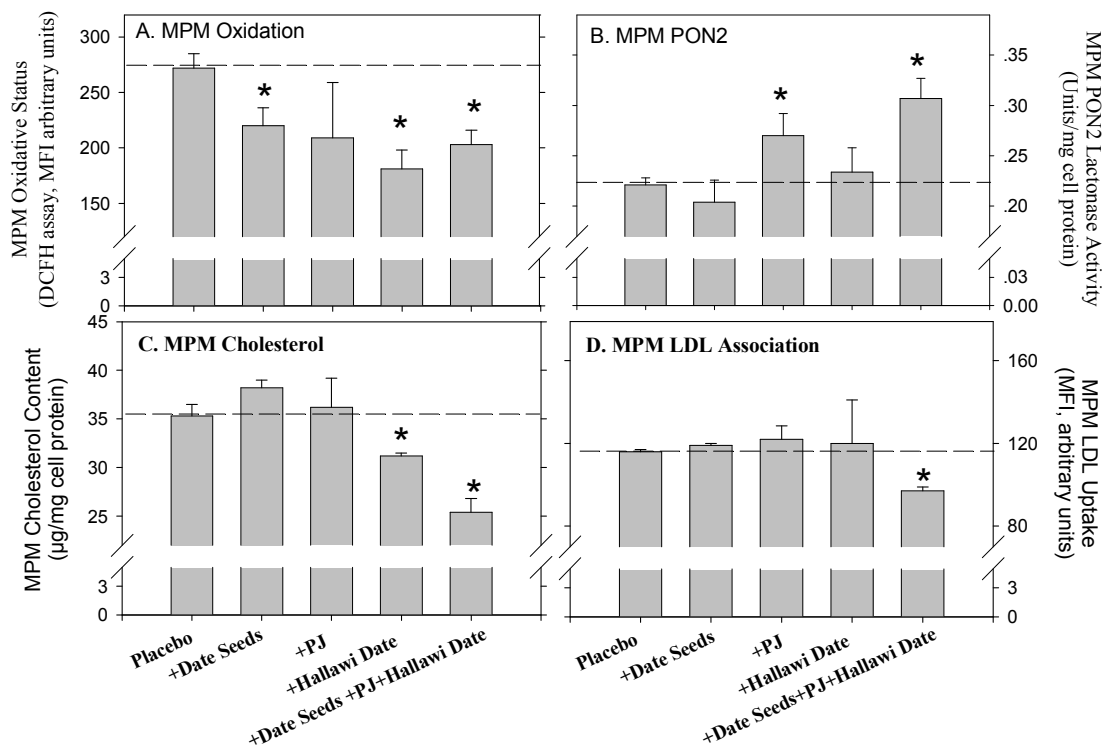 A. MPM Oxidation
MPM Oxidative Status
(DCFH assay, MFI arbitrary units)
300
250
200
150
3
0
*
*
*
B. MPM PON2
MPM PON2 Lactonase Activity
(Units/mg cell protein)
.35
.30
.25
.20
.03
0.00
*
*
C. MPM Cholesterol
MPM Cholesterol Content
(µg/mg cell protein)
45
40
35
30
25
3
0
*
*
D. MPM LDL Association
MPM LDL Uptake
(MFI, arbitrary units)
160
120
80
3
0
*
Placebo
+Date Seeds
+PJ
+Hallawi Date
+Date Seeds +PJ+Hallawi Date
Placebo
+Date Seeds
+PJ
+Hallawi Date
+Date Seeds+PJ+Hallawi Date